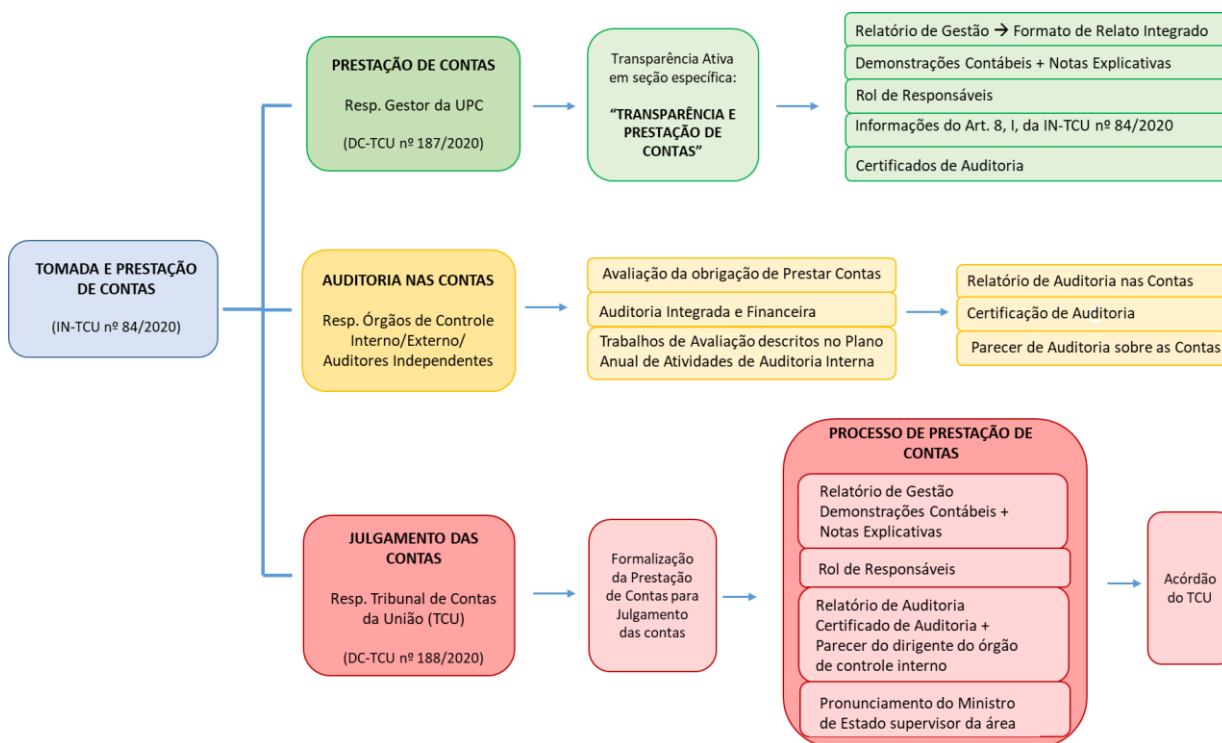 TOMADA E PRESTAÇÃO
DE CONTAS
(IN-TCU nº 84/2020)
PRESTAÇÃO DE CONTAS
Resp. Gestor da UPC
(DC-TCU nº 187/2020)
Transparência Ativa
em seção específica:
"TRANSPARÊNCIA E
PRESTAÇÃO DE
CONTAS"
Relatório de Gestão → Formato de Relato Integrado
Demonstrações Contábeis + Notas Explicativas
Rol de Responsáveis
Informações do Art. 8, I, da IN-TCU nº 84/2020
Certificados de Auditoria
AUDITORIA NAS CONTAS
Resp. Órgãos de Controle
Interno/Externo/
Auditores Independentes
Avaliação da obrigação de Prestar Contas
Auditoria Integrada e Financeira
Trabalhos de Avaliação descritos no Plano
Anual de Atividades de Auditoria Interna
Relatório de Auditoria nas Contas
Certificação de Auditoria
Parecer de Auditoria sobre as Contas
JULGAMENTO DAS
CONTAS
Resp. Tribunal de Contas
da União (TCU)
(DC-TCU nº 188/2020)
Formalização
da Prestação
de Contas para
Julgamento
das contas
PROCESSO DE PRESTAÇÃO DE
CONTAS
Relatório de Gestão
Demonstrações Contábeis +
Notas Explicativas
Rol de Responsáveis
Relatório de Auditoria
Certificado de Auditoria +
Parecer do dirigente do órgão
de controle interno
Pronunciamento do Ministro
de Estado supervisor da área
Acórdão
do TCU